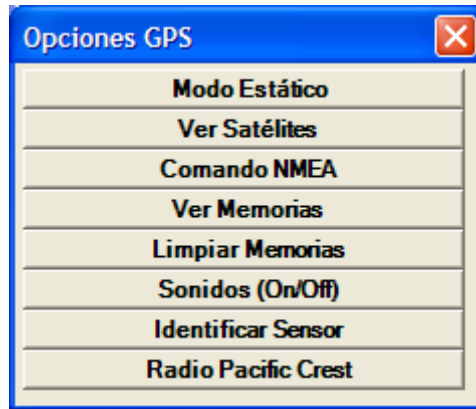 Opciones GPS
Modo Estático
Ver Satélites
Comando NMEA
Ver Memorias
Limpiar Memorias
Sonidos (On/Off)
Identificar Sensor
Radio Pacific Crest